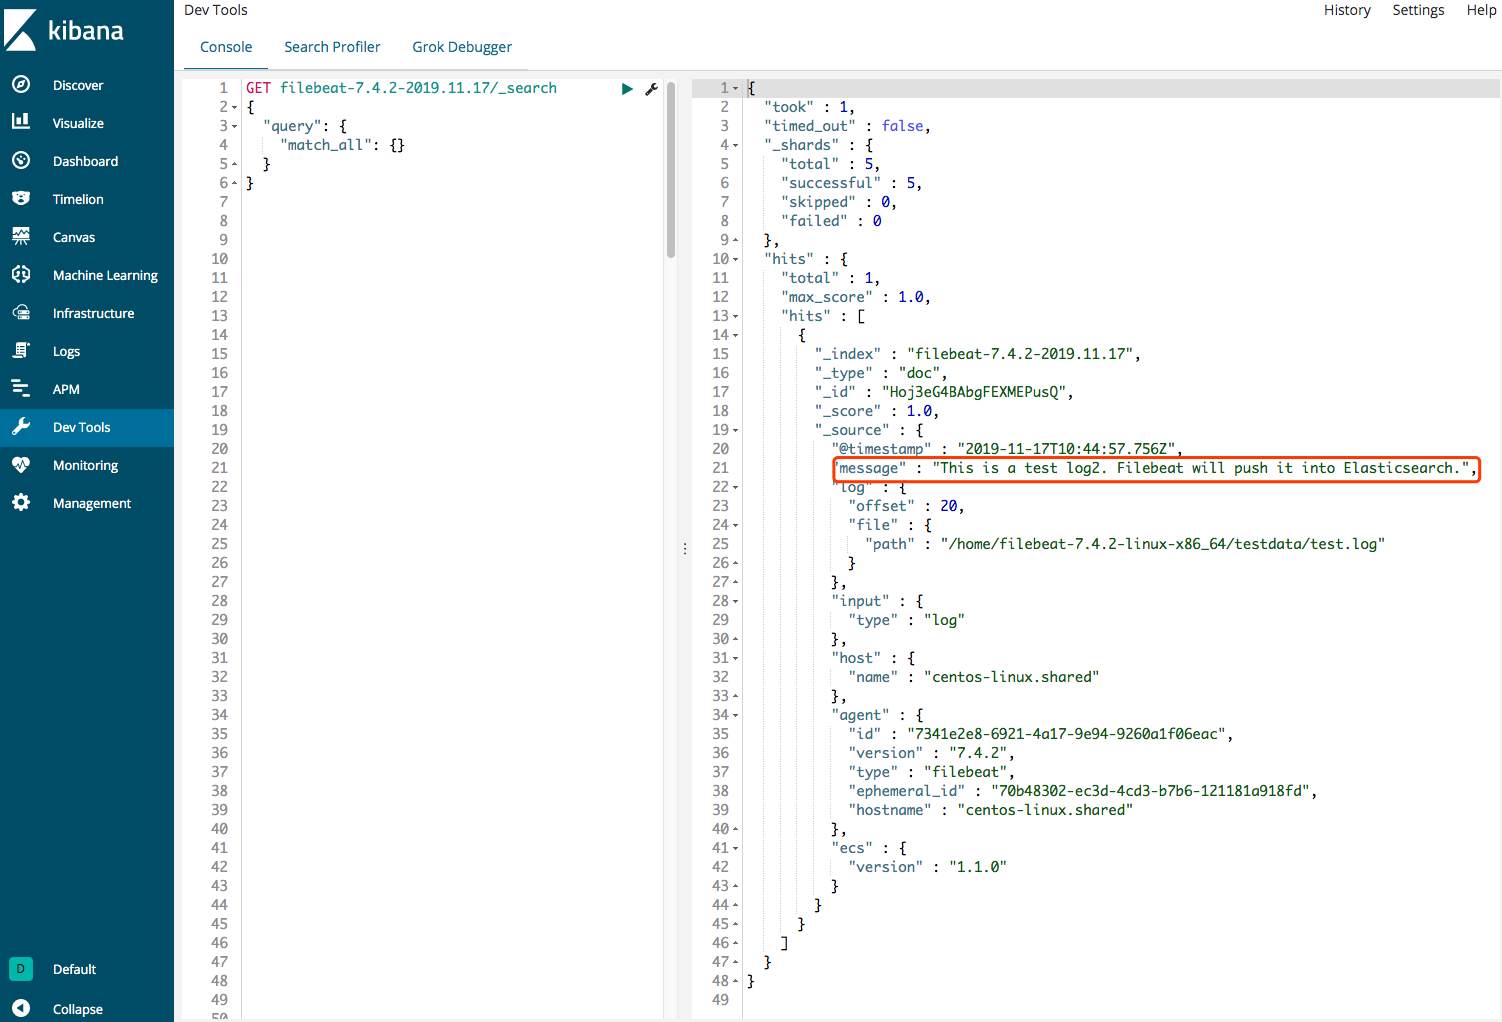 kibana
Discover
Visualize
Dashboard
Timelion
Canvas
Machine Learning
Infrastructure
Logs
APM
Dev Tools
Monitoring
Management
D Default
Collapse
Dev Tools
History Settings Help
Console Search Profiler Grok Debugger
1 GET filebeat-7.4.2-2019.11.17/_search
2 {
3 "query": {
4 "match_all": {}
5 }
6 }
7
8
9
10
11
12
13
14
15
16
17
18
19
20
21
22
23
24
25
26
27
28
29
30
31
32
33
34
35
36
37
38
39
40
41
42
43
44
45
46
47
48
49
50
1 {
2 "took" : 1,
3 "timed_out" : false,
4 "_shards" : {
5 "total" : 5,
6 "successful" : 5,
7 "skipped" : 0,
8 "failed" : 0
9 },
10 "hits" : {
11 "total" : 1,
12 "max_score" : 1.0,
13 "hits" : [
14 {
15 "_index" : "filebeat-7.4.2-2019.11.17",
16 "_type" : "doc",
17 "_id" : "Hoj3eG4BAbgFEXMEPusQ",
18 "_score" : 1.0,
19 "_source" : {
20 "@timestamp" : "2019-11-17T10:44:57.756Z",
21 "message" : "This is a test log2. Filebeat will push it into Elasticsearch.",
22 "log" : {
23 "offset" : 20,
24 "file" : {
25 "path" : "/home/filebeat-7.4.2-linux-x86_64/testdata/test.log"
26 }
27 },
28 "input" : {
29 "type" : "log"
30 },
31 "host" : {
32 "name" : "centos-linux.shared"
33 },
34 "agent" : {
35 "id" : "7341e2e8-6921-4a17-9e94-9260a1f06eac",
36 "version" : "7.4.2",
37 "type" : "filebeat",
38 "ephemeral_id" : "70b48302-ec3d-4cd3-b7b6-121181a918fd",
39 "hostname" : "centos-linux.shared"
40 },
41 "ecs" : {
42 "version" : "1.1.0"
43 }
44 }
45 }
46 ]
47 }
48 }
49